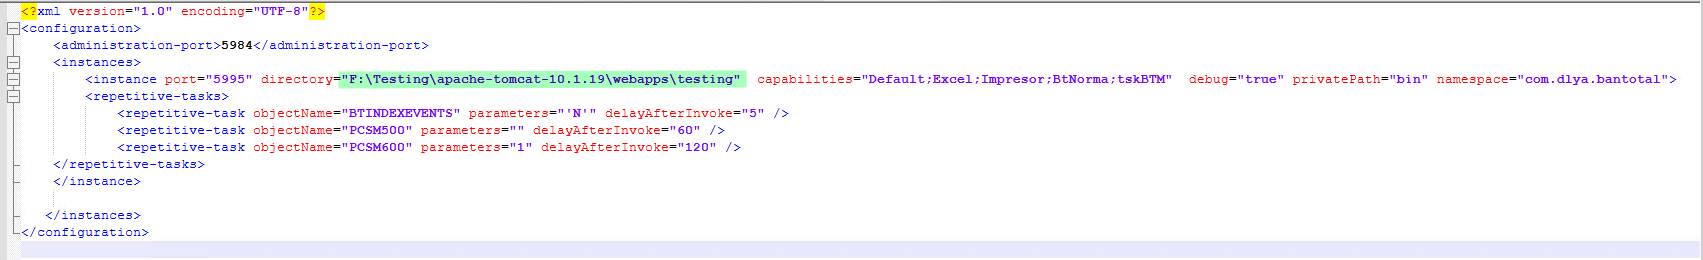 <?xml version="1.0" encoding="UTF-8"?>
<configuration>
<administration-port>5984</administration-port>
<instances>
<instance port="5995" directory="F:\Testing\apache-tomcat-10.1.19\webapps\testing" capabilities="Default;Excel;Impresor;BtNorma;tskBTM" debug="true" privatePath="bin" namespace="com.dlya.bantotal">
<repetitive-tasks>
<repetitive-task objectName="BTINDEXEVENTS" parameters="'N'" delayAfterInvoke="5" />
<repetitive-task objectName="PCSM500" parameters="" delayAfterInvoke="60" />
<repetitive-task objectName="PCSM600" parameters="1" delayAfterInvoke="120" />
</repetitive-tasks>
</instance>
</instances>
</configuration>